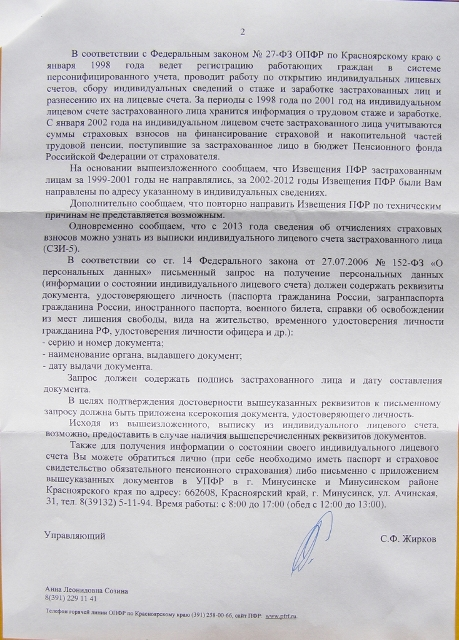 2
В соответствии с Федеральным законом № 27-ФЗ ОПФР по Красноярскому краю с
января 1998 года ведет регистрацию работающих граждан в системе
персонифицированного учета, проводит работу по открытию индивидуальных лицевых
счетов, сбору индивидуальных сведений о стаже и заработке застрахованных лиц и
разнесению их на лицевые счета. За периоды с 1998 года по 2001 год на индивидуальном
лицевом счете застрахованного лица хранится информация о трудовом стаже и заработке.
С января 2002 года на индивидуальном лицевом счете застрахованного лица учитываются
суммы страховых взносов на финансирование страховой и накопительной частей
трудовой пенсии, поступившие за застрахованное лицо в бюджет Пенсионного фонда
Российской Федерации от страхователя.
На основании вышеизложенного сообщаем, что Извещения ПФР застрахованным
лицам за 1999-2001 годы не направлялись, за 2002-2012 годы Извещения ПФР были Вам
направлены по адресу указанному в индивидуальных сведениях.
Дополнительно сообщаем, что повторно направить Извещения ПФР по техническим
причинам не представляется возможным.
Одновременно сообщаем, что с 2013 года сведения об отчислениях страховых
взносов можно узнать из выписки индивидуального лицевого счета застрахованного лица
(СЗИ-5).
В соответствии со ст. 14 Федерального закона от 27.07.2006 № 152-ФЗ «О
персональных данных» письменный запрос на получение персональных данных
(информации о состоянии индивидуального лицевого счета) должен содержать реквизиты
документа, удостоверяющего личность (паспорта гражданина России, загранпаспорта
гражданина России, иностранного паспорта, военного билета, справки об освобождении
из мест лишения свободы, вида на жительство, временного удостоверения личности
гражданина РФ, удостоверения личности офицера и др.):
- серию и номер документа;
- наименование органа, выдавшего документ;
- дату выдачи документа.
Запрос должен содержать подпись застрахованного лица и дату составления
документа.
В целях подтверждения достоверности вышеуказанных реквизитов к письменному
запросу должна быть приложена ксерокопия документа, удостоверяющего личность.
Исходя из вышеизложенного, выписку из индивидуального лицевого счета,
возможно, предоставить в случае наличия вышеперечисленных реквизитов документов.
Также для получения информации о состоянии своего индивидуального лицевого
счета Вы можете обратиться лично (при себе необходимо иметь паспорт и страховое
свидетельство обязательного пенсионного страхования) либо письменно с приложением
вышеуказанных документов в УПФР в г. Минусинске и Минусинском районе
Красноярского края по адресу: 662608, Красноярский край, г. Минусинск, ул. Ачинская,
31, тел. 8(39132) 5-11-94. Время работы: с 8:00 до 17:00 (обед с 12:00 до 13:00).
Управляющий С.Ф. Жирков
Анна Леонидовна Созина
8(391) 229 11 41
Телефон горячей линии ОПФР по Красноярскому краю (391) 258-00-66, сайт ПФР: www.pfrf.ru.